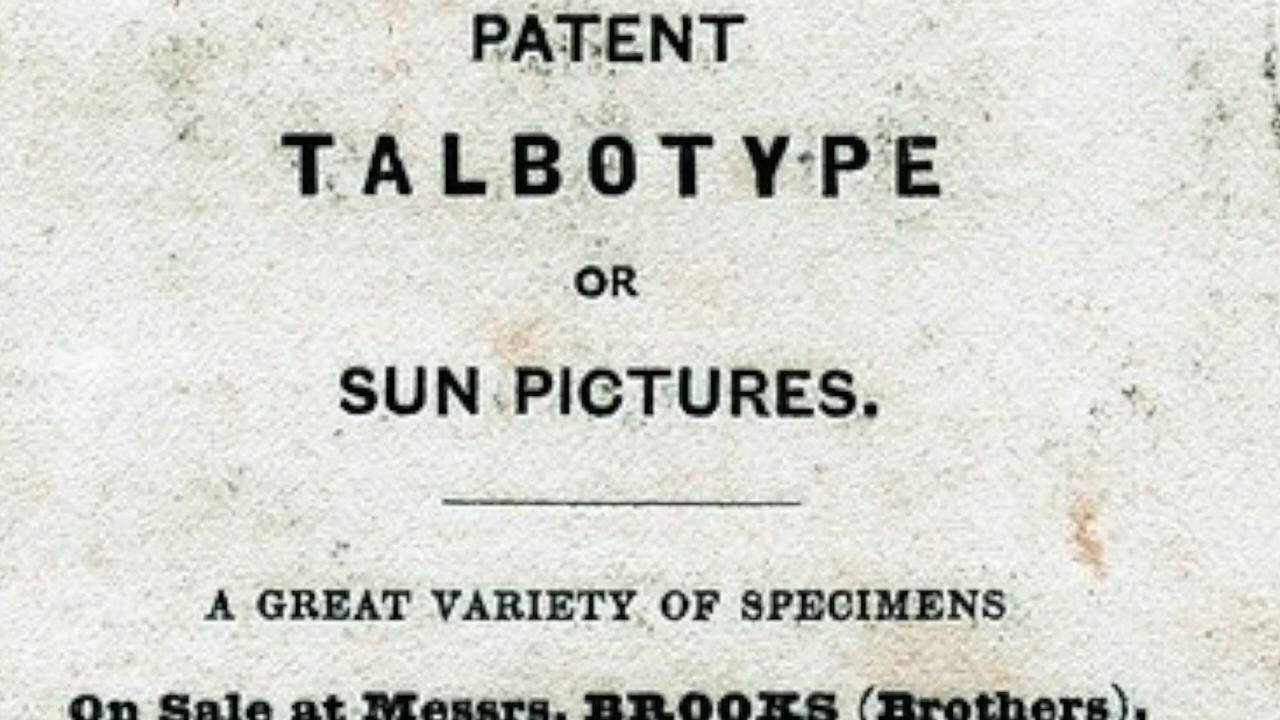 PATENT
TALBOTYPE
OR
SUN PICTURES.
A GREAT VARIETY OF SPECIMENS
On Sale at Messrs. BROOKS (Brothers),